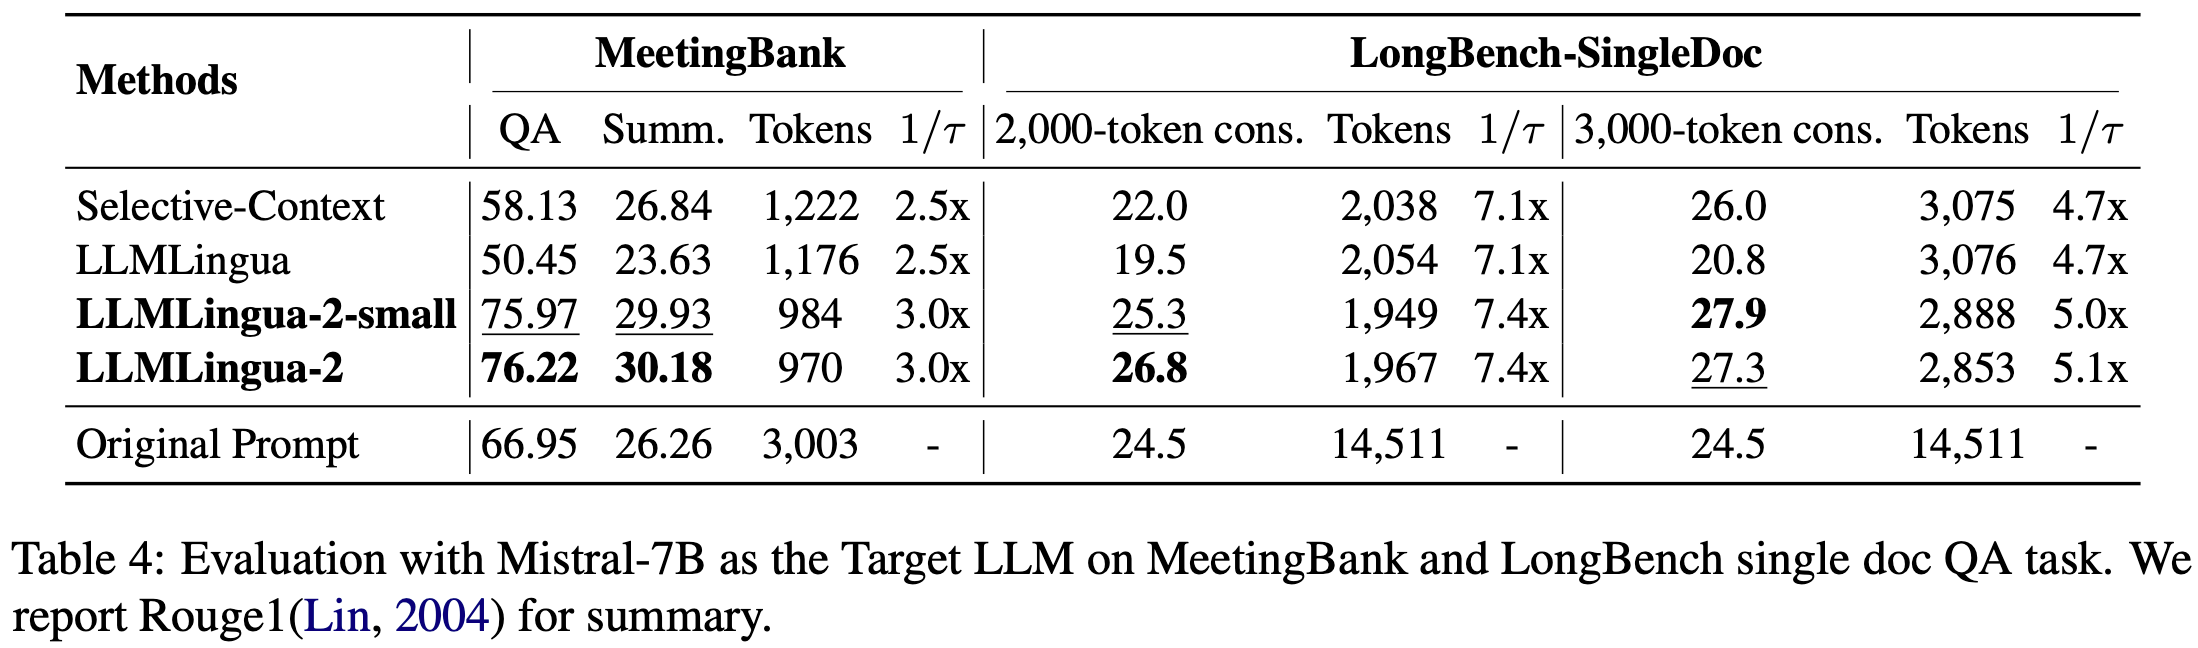 Methods MeetingBank LongBench-SingleDoc
QA Summ. Tokens 1/τ 2,000-token cons. Tokens 1/τ 3,000-token cons. Tokens 1/τ
Selective-Context 58.13 26.84 1,222 2.5x 22.0 2,038 7.1x 26.0 3,075 4.7x
LLMLingua 50.45 23.63 1,176 2.5x 19.5 2,054 7.1x 20.8 3,076 4.7x
LLMLingua-2-small 75.97 29.93 984 3.0x 25.3 1,949 7.4x 27.9 2,888 5.0x
LLMLingua-2 76.22 30.18 970 3.0x 26.8 1,967 7.4x 27.3 2,853 5.1x
Original Prompt 66.95 26.26 3,003 - 24.5 14,511 - 24.5 14,511 -
Table 4: Evaluation with Mistral-7B as the Target LLM on MeetingBank and LongBench single doc QA task. We
report Rouge1(Lin, 2004) for summary.